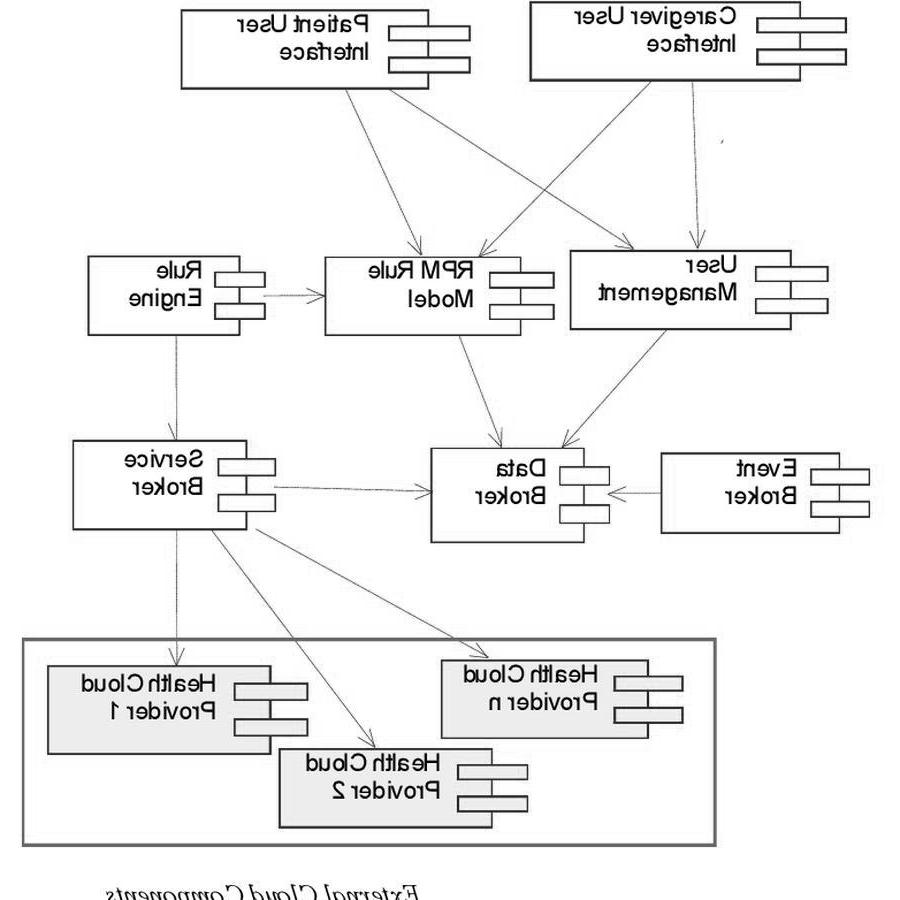 Patient User
Interface
Caregiver User
Interface
Rule
Engine
RPM Rule
Model
User
Management
Service
Broker
Data
Broker
Event
Broker
Health Cloud
Provider 1
Health Cloud
Provider n
Health Cloud
Provider 2
External Cloud Components